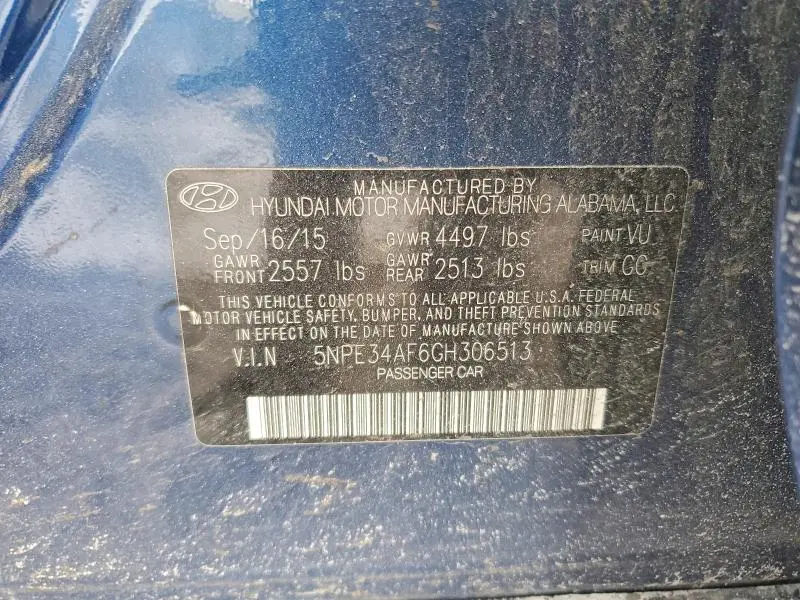 MANUFACTURED BY
HYUNDAI MOTOR MANUFACTURING ALABAMA, LLC
Sep/16/15 GVWR 4497 lbs PAINT VU
GAWR FRONT 2557 lbs GAWR REAR 2513 lbs TRIM GG
THIS VEHICLE CONFORMS TO ALL APPLICABLE U.S.A. FEDERAL
MOTOR VEHICLE SAFETY, BUMPER, AND THEFT PREVENTION STANDARDS
IN EFFECT ON THE DATE OF MANUFACTURE SHOWN ABOVE.
V.I.N 5NPE34AF6GH306513
PASSENGER CAR